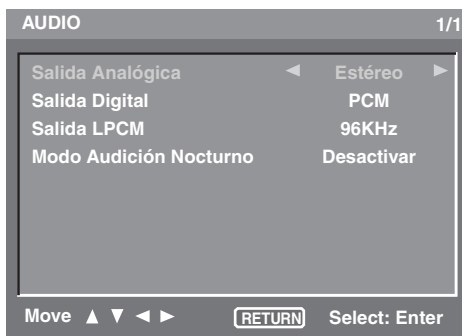 AUDIO 1/1
Salida Analógica ◄ Estéreo ►
Salida Digital PCM
Salida LPCM 96KHz
Modo Audición Nocturno Desactivar
Move ▲ ▼ ◄ ► RETURN Select: Enter